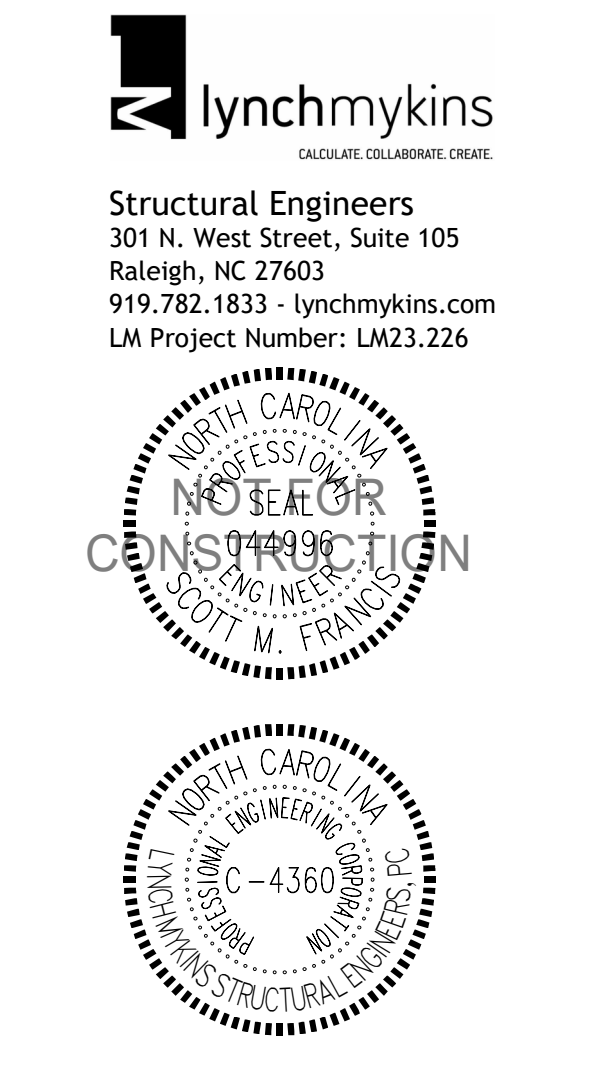 lynchmykins
CALCULATE. COLLABORATE. CREATE.
Structural Engineers
301 N. West Street, Suite 105
Raleigh, NC 27603
919.782.1833 - lynchmykins.com
LM Project Number: LM23.226
NORTH CAROLINA
PROFESSIONAL
SEAL
044996
ENGINEER
SCOTT M. FRANCIS
NOT FOR
CONSTRUCTION
NORTH CAROLINA
PROFESSIONAL ENGINEERING CORPORATION
C-4360
LYNCHMYKINS STRUCTURAL ENGINEERS, PC